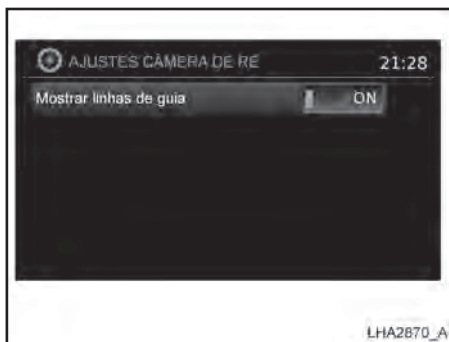 AJUSTES CÂMERA DE RÉ 21:28
Mostrar linhas de guia ON
LHA2870_A